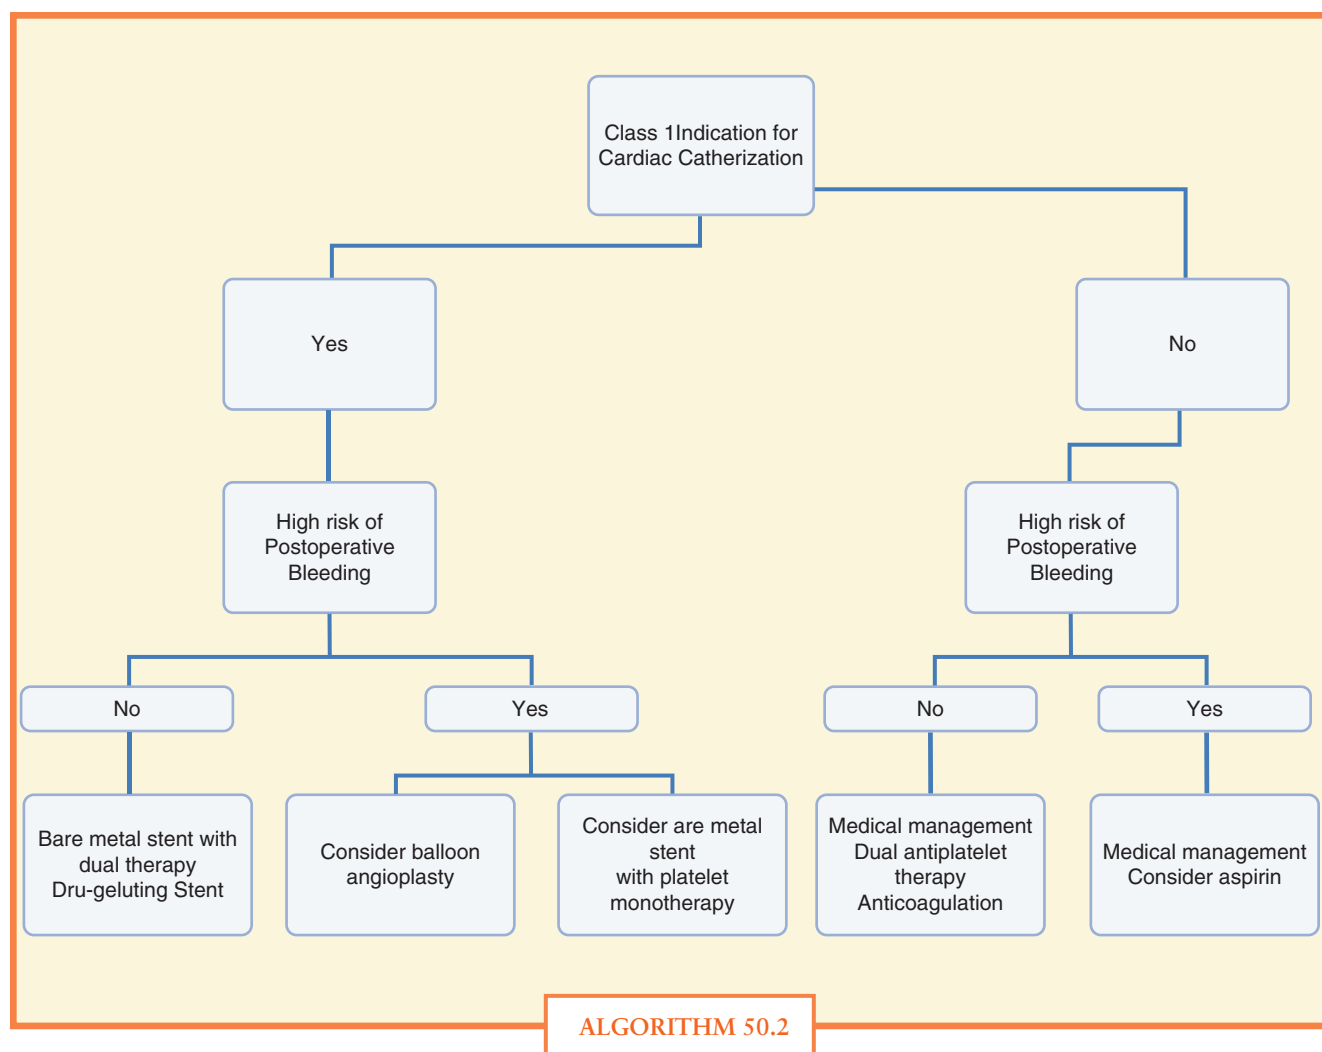 Class 1Indication for
Cardiac Catherization
Yes
No
High risk of
Postoperative
Bleeding
High risk of
Postoperative
Bleeding
No
Yes
No
Yes
Bare metal stent with
dual therapy
Dru-geluting Stent
Consider balloon
angioplasty
Consider are metal
stent
with platelet
monotherapy
Medical management
Dual antiplatelet
therapy
Anticoagulation
Medical management
Consider aspirin
ALGORITHM 50.2